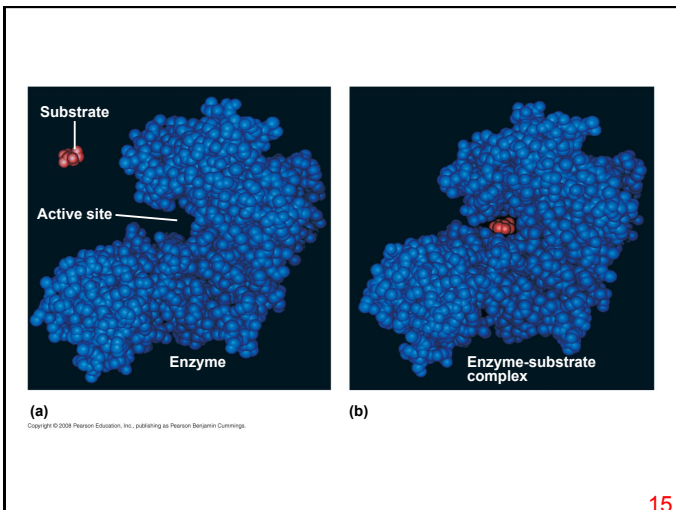 Substrate
Active site
Enzyme
Enzyme-substrate
complex
(a)
(b)
Copyright © 2008 Pearson Education, Inc., publishing as Pearson Benjamin Cummings.
15